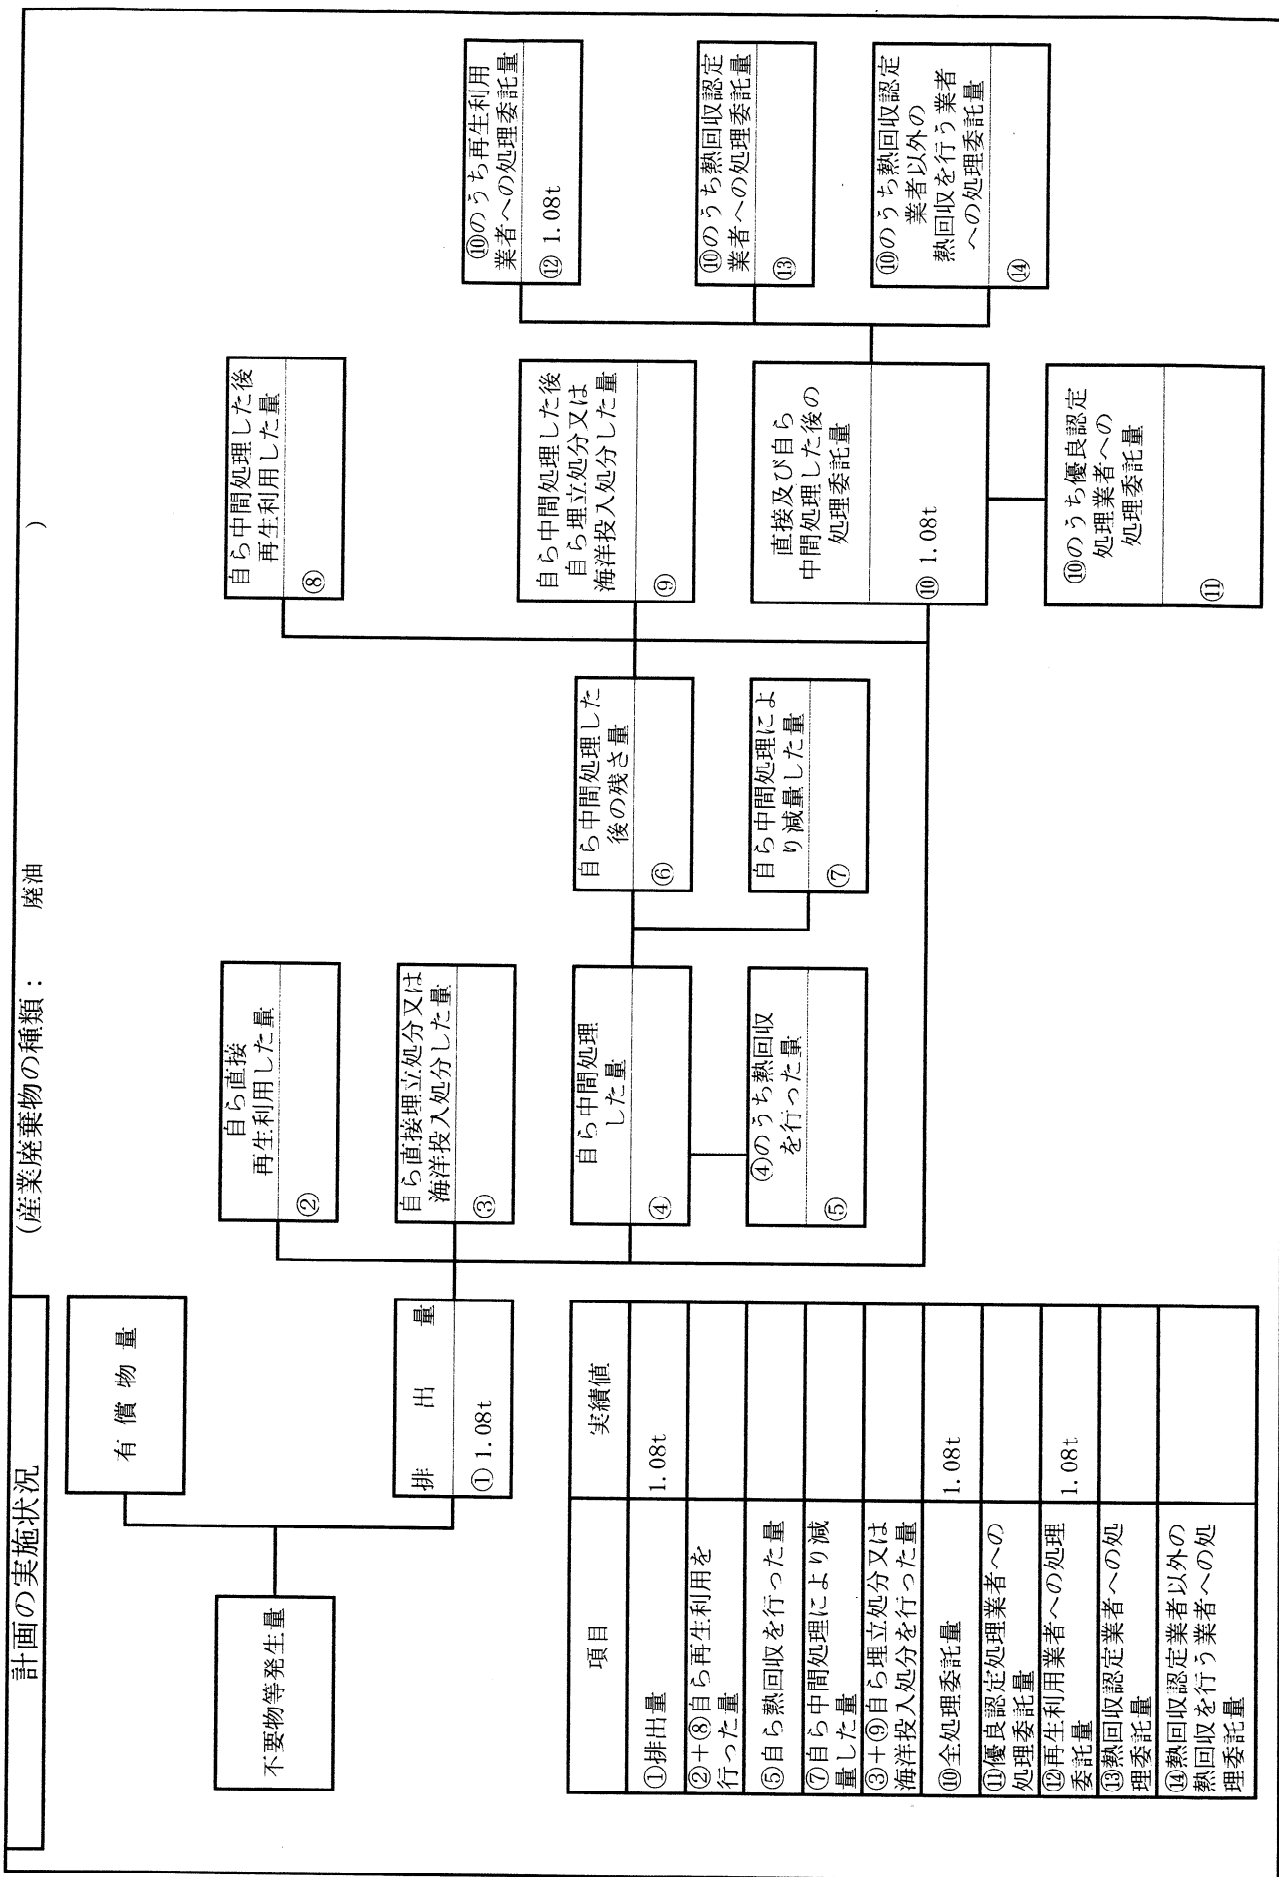 計画の実施状況
(産業廃棄物の種類: 廃油 )
不要物等発生量
有償物量
排出量
① 1.08t
自ら直接
再生利用した量
②
自ら直接埋立処分又は
海洋投入処分した量
③
自ら中間処理
した量
④
④のうち熱回収
を行った量
⑤
自ら中間処理した
後の残さ量
⑥
自ら中間処理によ
り減量した量
⑦
自ら中間処理した後
再生利用した量
⑧
自ら中間処理した後
自ら埋立処分又は
海洋投入処分した量
⑨
直接及び自ら
中間処理した後の
処理委託量
⑩ 1.08t
⑩のうち優良認定
処理業者への
処理委託量
⑪
⑩のうち再生利用
業者への処理委託量
⑫ 1.08t
⑩のうち熱回収認定
業者への処理委託量
⑬
⑩のうち熱回収認定
業者以外の
熱回収を行う業者
への処理委託量
⑭
項目 実績値
①排出量 1.08t
②+⑧自ら再生利用を
行った量
⑤自ら熱回収を行った量
⑦自ら中間処理により減
量した量
③+⑨自ら埋立処分又は
海洋投入処分を行った量
⑩全処理委託量 1.08t
⑪優良認定処理業者への
処理委託量
⑫再生利用業者への処理
委託量 1.08t
⑬熱回収認定業者への処
理委託量
⑭熱回収認定業者以外の
熱回収を行う業者への処
理委託量